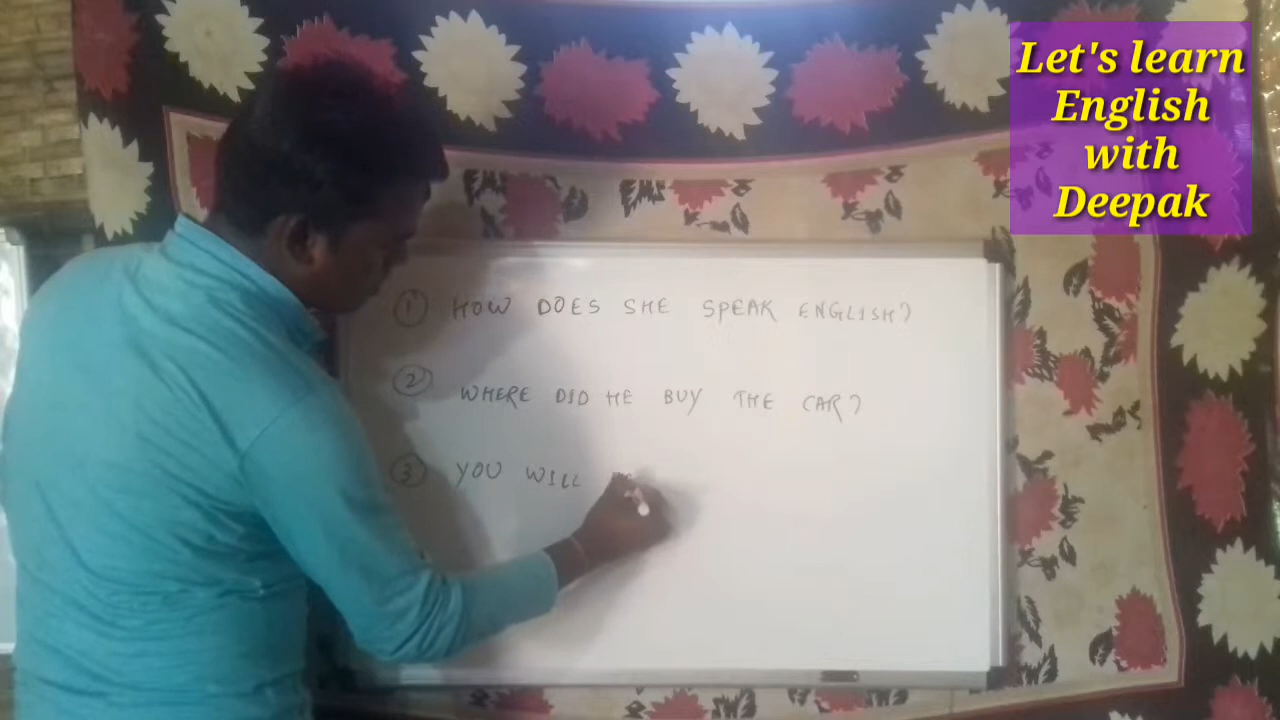 Let's learn
English
with
Deepak
① HOW DOES SHE SPEAK ENGLISH?
② WHERE DID HE BUY THE CAR?
③ YOU WILL